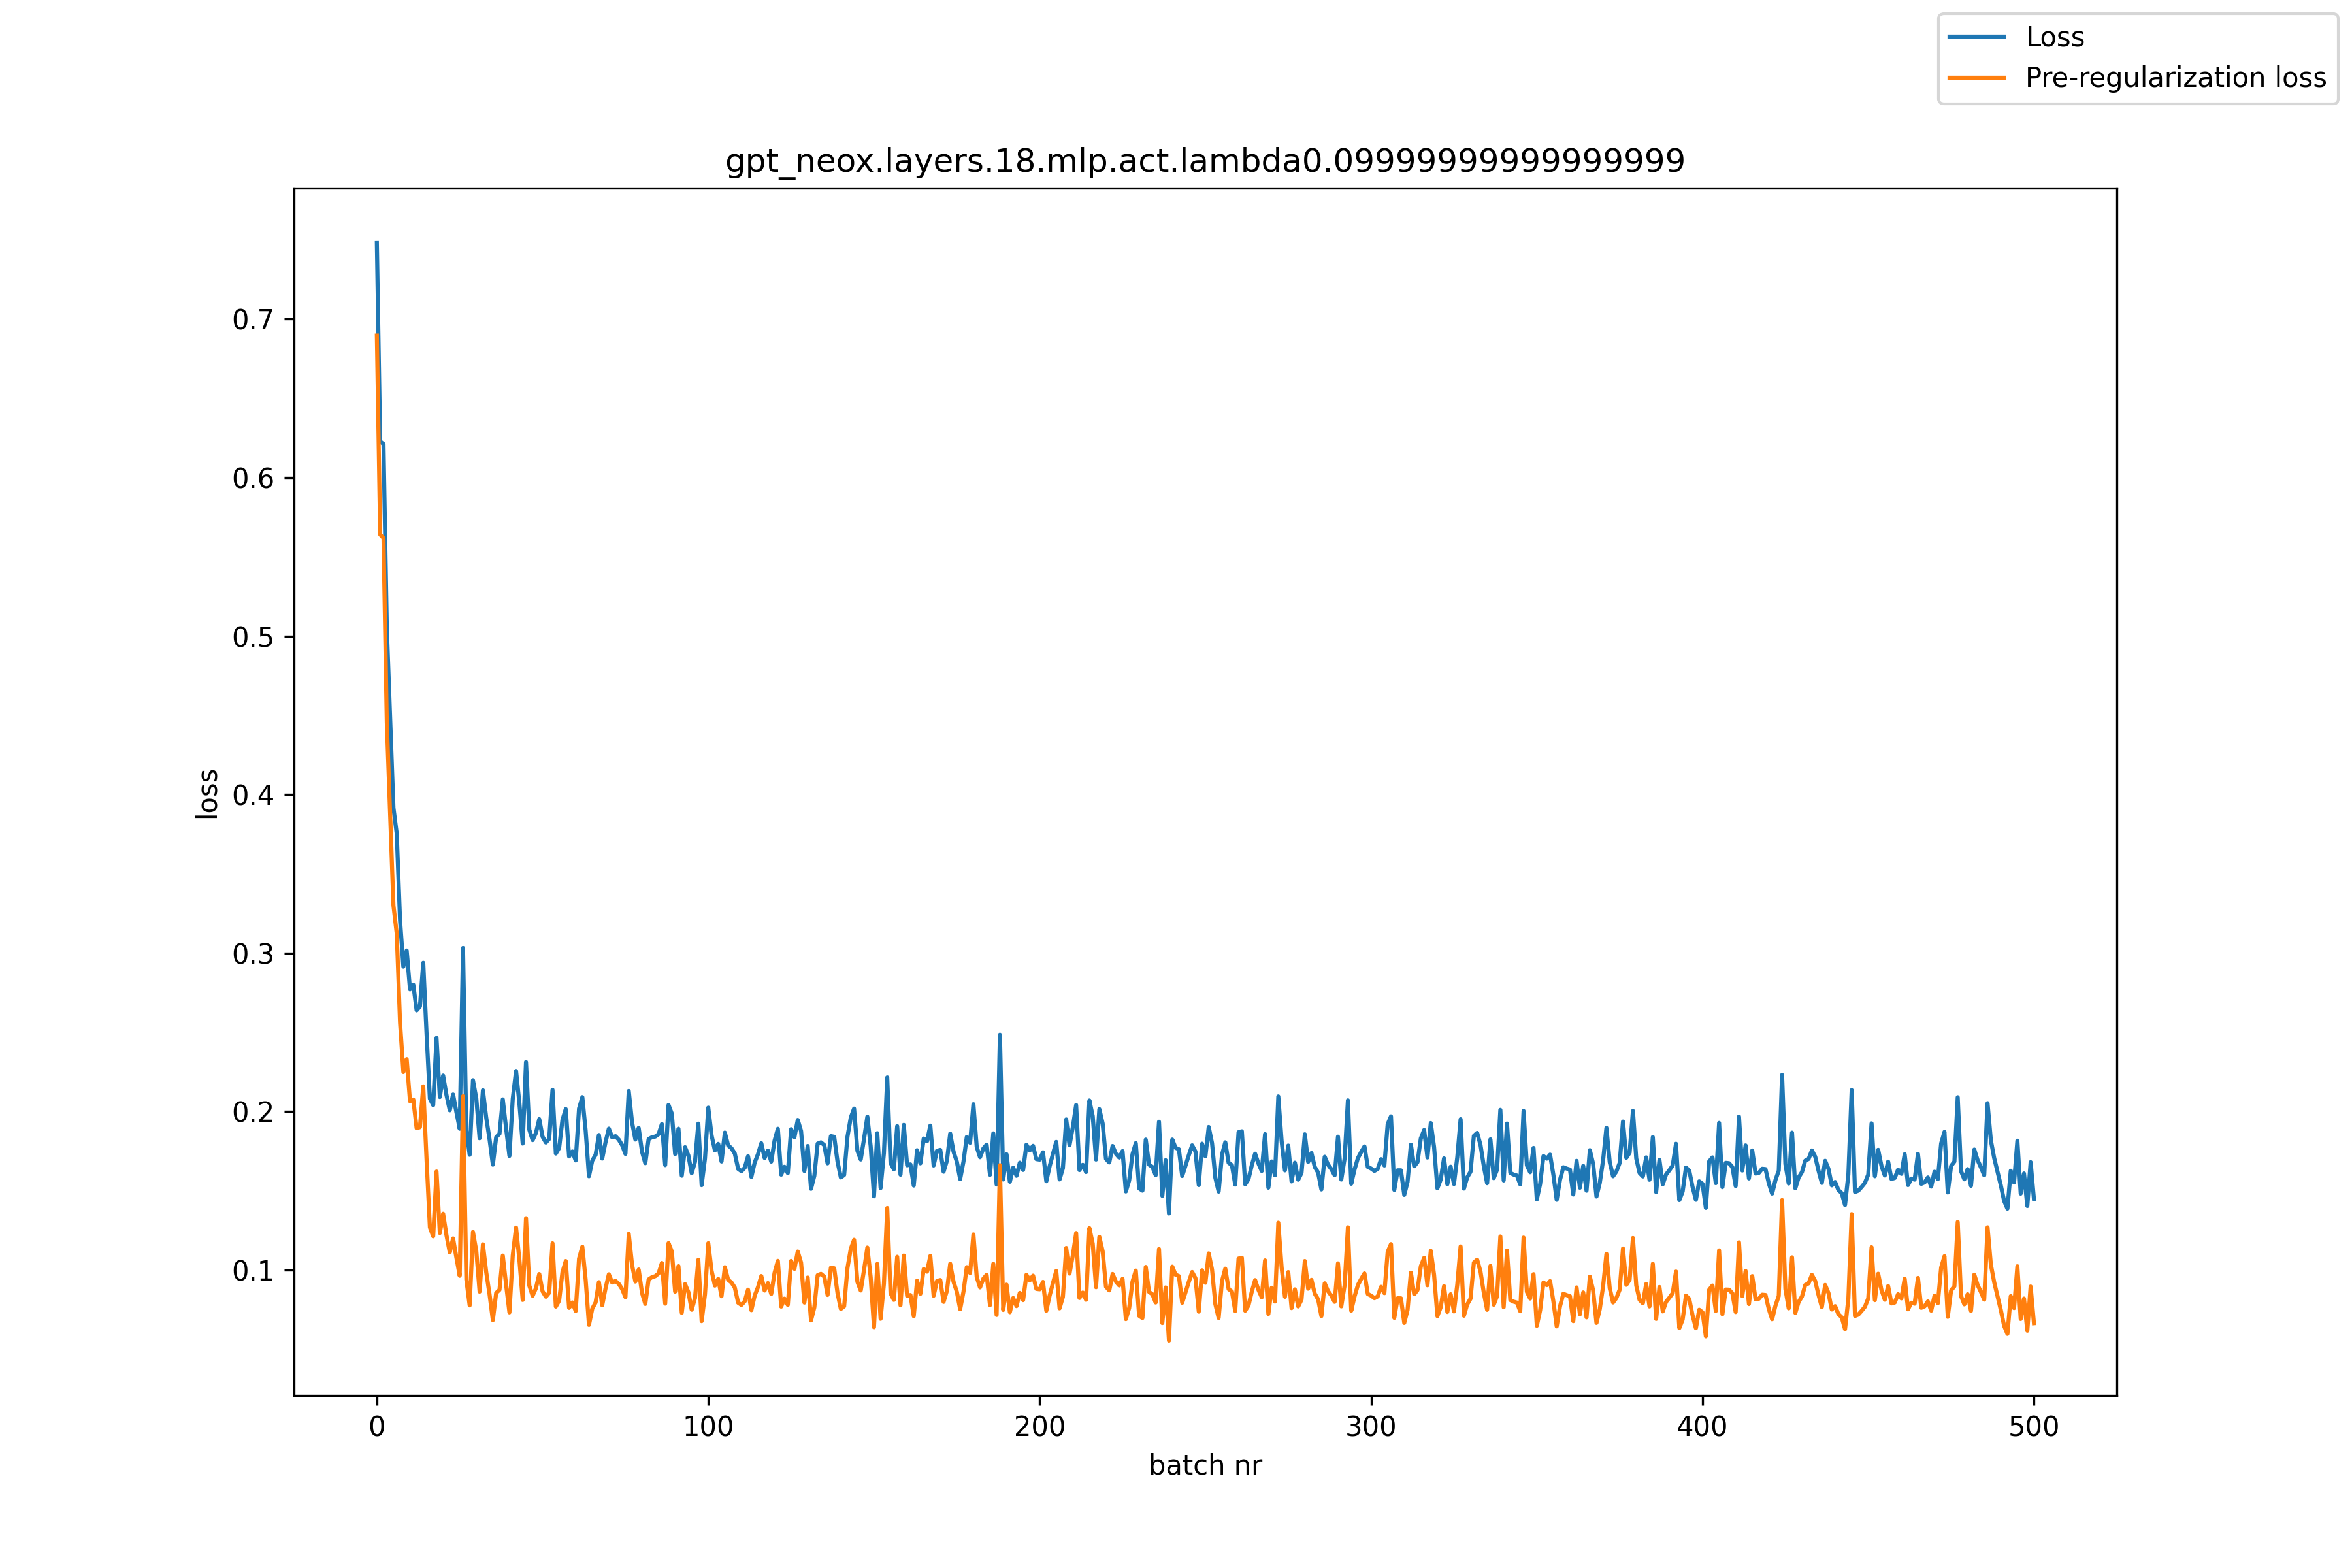 Loss
Pre-regularization loss
gpt_neox.layers.18.mlp.act.lambda0.09999999999999999
0.7
0.6
0.5
0.4
0.3
0.2
0.1
loss
0 100 200 300 400 500
batch nr